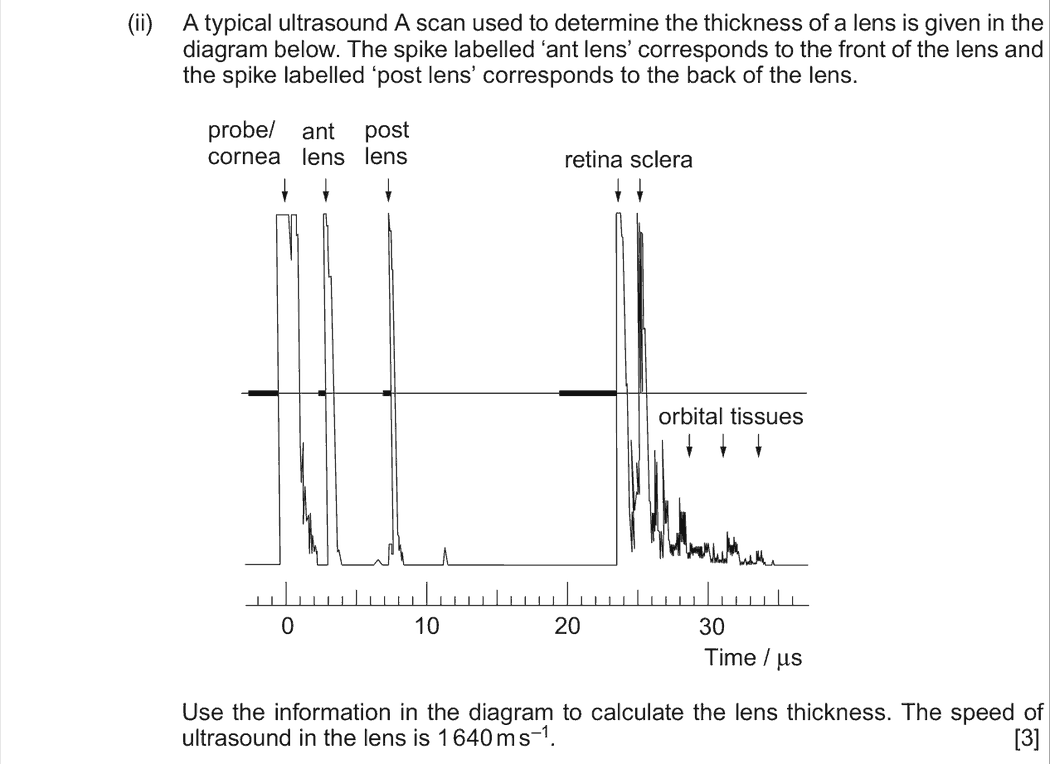 (ii) A typical ultrasound A scan used to determine the thickness of a lens is given in the
diagram below. The spike labelled ‘ant lens’ corresponds to the front of the lens and
the spike labelled ‘post lens’ corresponds to the back of the lens.
probe/ ant post
cornea lens lens
retina sclera
orbital tissues
0 10 20 30
Time / μs
Use the information in the diagram to calculate the lens thickness. The speed of
ultrasound in the lens is 1640 m s⁻¹. [3]